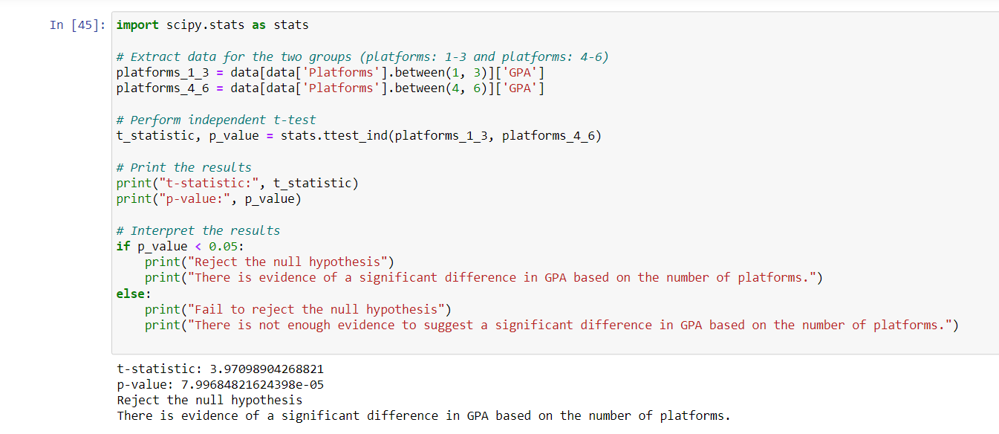 In [45]: import scipy.stats as stats
# Extract data for the two groups (platforms: 1-3 and platforms: 4-6)
platforms_1_3 = data[data['Platforms'].between(1, 3)]['GPA']
platforms_4_6 = data[data['Platforms'].between(4, 6)]['GPA']
# Perform independent t-test
t_statistic, p_value = stats.ttest_ind(platforms_1_3, platforms_4_6)
# Print the results
print("t-statistic:", t_statistic)
print("p-value:", p_value)
# Interpret the results
if p_value < 0.05:
    print("Reject the null hypothesis")
    print("There is evidence of a significant difference in GPA based on the number of platforms.")
else:
    print("Fail to reject the null hypothesis")
    print("There is not enough evidence to suggest a significant difference in GPA based on the number of platforms.")
t-statistic: 3.97098904268821
p-value: 7.99684821624398e-05
Reject the null hypothesis
There is evidence of a significant difference in GPA based on the number of platforms.